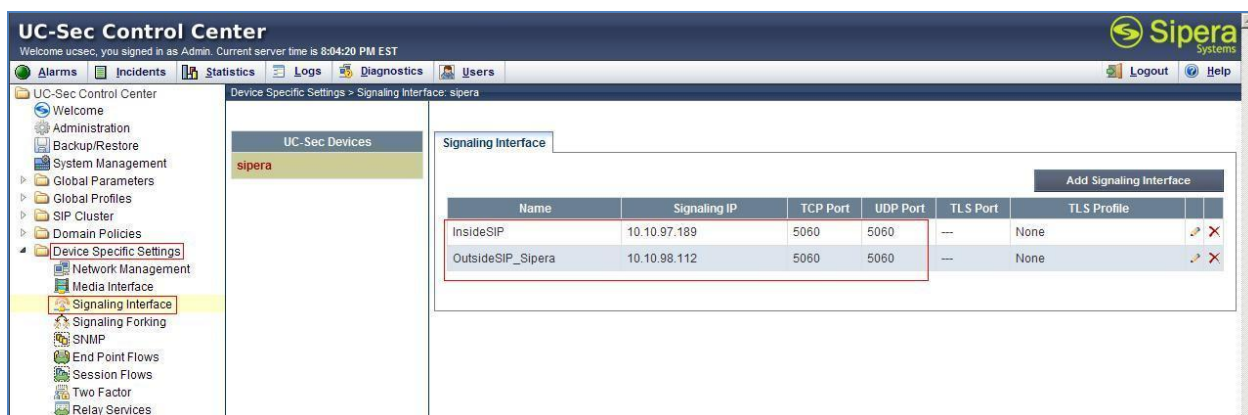 UC-Sec Control Center
Welcome ucsec, you signed in as Admin. Current server time is 8:04:20 PM EST
Sipera
Systems
Alarms Incidents Statistics Logs Diagnostics Users Logout Help
UC-Sec Control Center
Welcome
Administration
Backup/Restore
System Management
Global Parameters
Global Profiles
SIP Cluster
Domain Policies
Device Specific Settings
Network Management
Media Interface
Signaling Interface
Signaling Forking
SNMP
End Point Flows
Session Flows
Two Factor
Relay Services
Device Specific Settings > Signaling Interface: sipera
UC-Sec Devices
sipera
Signaling Interface
Add Signaling Interface
Name Signaling IP TCP Port UDP Port TLS Port TLS Profile
InsideSIP 10.10.97.189 5060 5060 --- None
OutsideSIP_Sipera 10.10.98.112 5060 5060 --- None